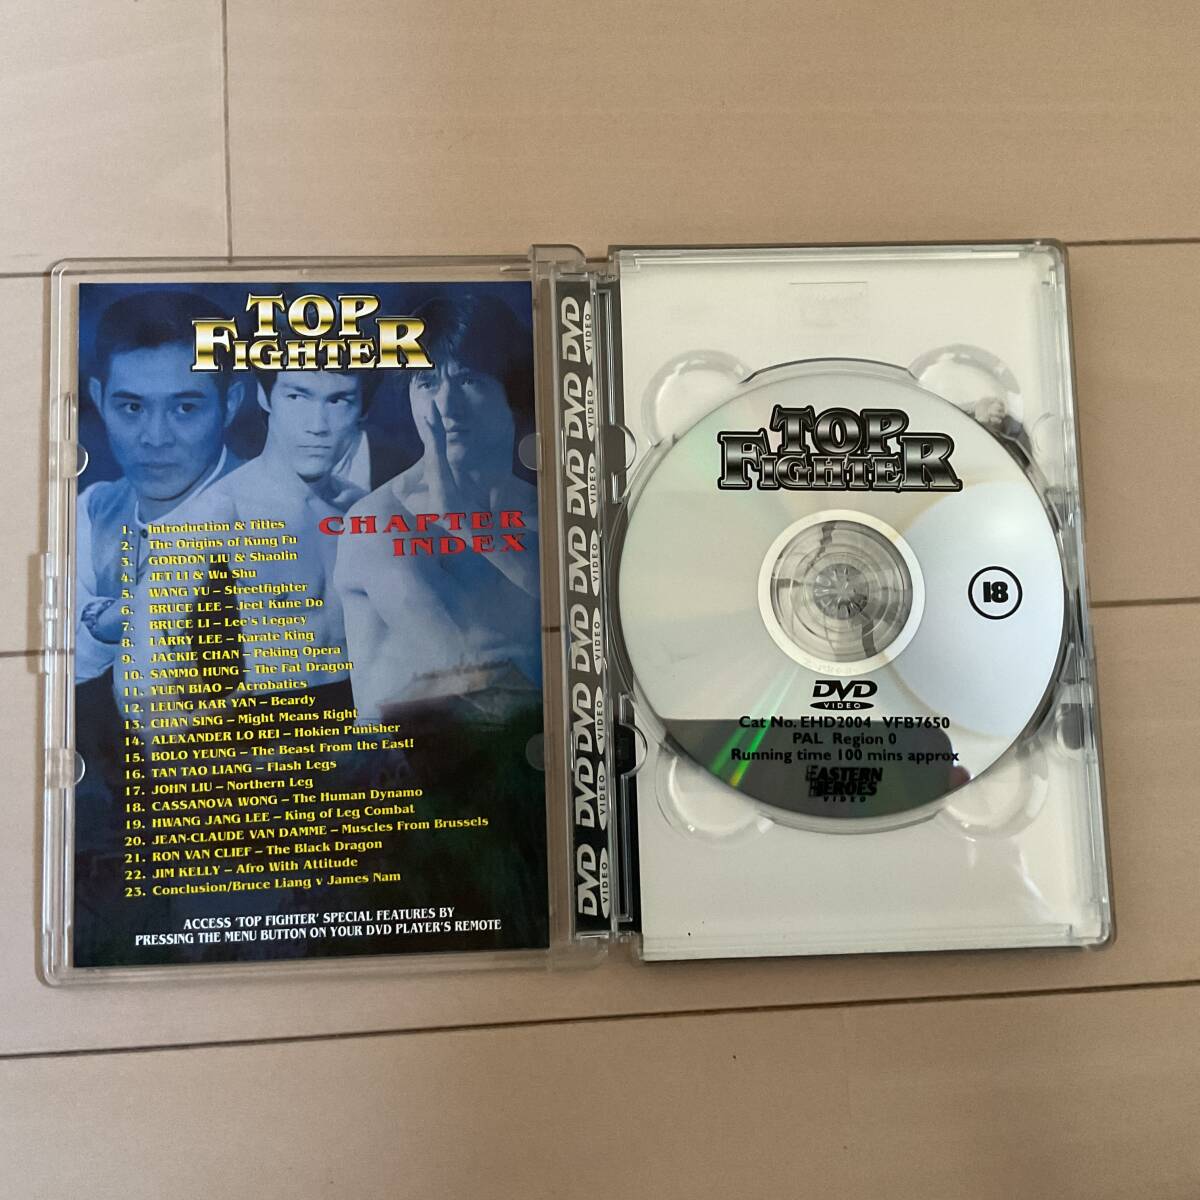 TOP
FIGHTER
CHAPTER
INDEX
1. Introduction & Titles
2. The Origins of Kung Fu
3. GORDON LIU & Shaolin
4. JET LI & Wu Shu
5. WANG YU – Streetfighter
6. BRUCE LEE – Jeet Kune Do
7. BRUCE LI – Lee's Legacy
8. LARRY LEE – Karate King
9. JACKIE CHAN – Peking Opera
10. SAMMO HUNG – The Fat Dragon
11. YUEN BIAO – Acrobatics
12. LEUNG KAR YAN – Beardy
13. CHAN SING – Might Means Right
14. ALEXANDER LO REI – Hokien Punisher
15. BOLO YEUNG – The Beast From the East!
16. TAN TAO LIANG – Flash Legs
17. JOHN LIU – Northern Leg
18. CASSANOVA WONG – The Human Dynamo
19. HWANG JANG LEE – King of Leg Combat
20. JEAN-CLAUDE VAN DAMME – Muscles From Brussels
21. RON VAN CLIEF – The Black Dragon
22. JIM KELLY – Afro With Attitude
23. Conclusion/Bruce Liang v James Nam
ACCESS 'TOP FIGHTER' SPECIAL FEATURES BY
PRESSING THE MENU BUTTON ON YOUR DVD PLAYER'S REMOTE
DVD VIDEO DVD VIDEO DVD VIDEO DVD VIDEO DVD VIDEO DVD VIDEO DVD VIDEO
TOP
FIGHTER
18
DVD
VIDEO
Cat No. EHD2004 VFB7650
PAL Region 0
Running time 100 mins approx
EASTERN
HEROES
VIDEO